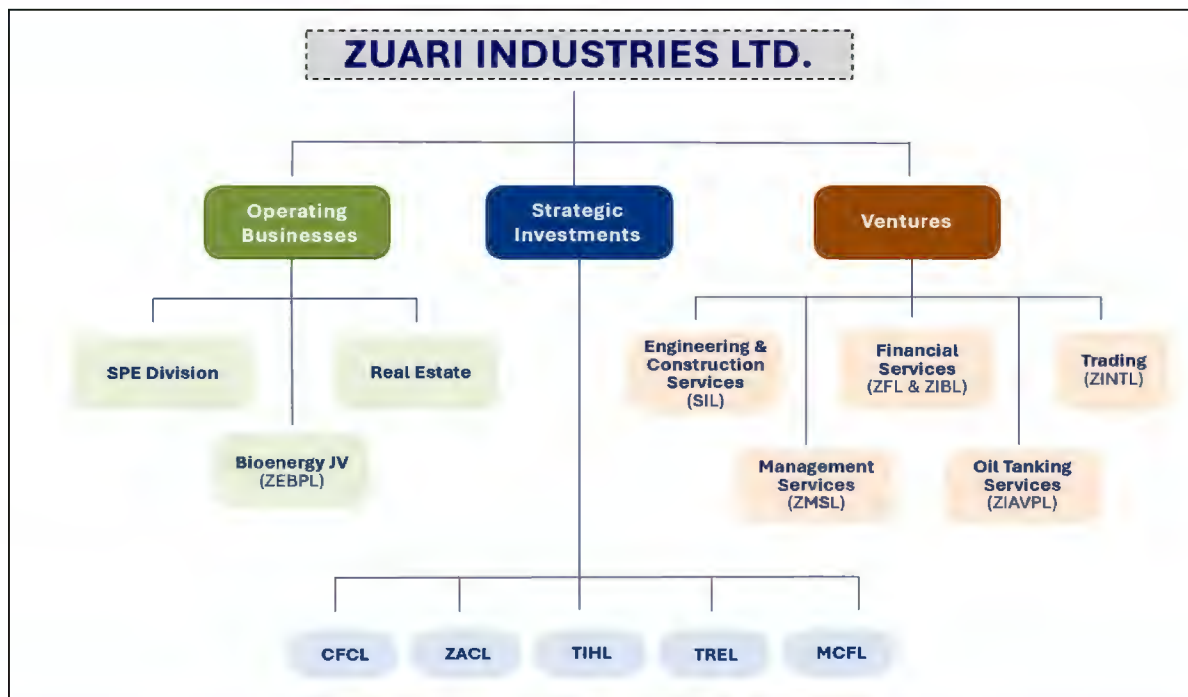 ZUARI INDUSTRIES LTD.
Operating
Businesses
Strategic
Investments
Ventures
SPE Division
Real Estate
Bioenergy JV
(ZEBPL)
Engineering &
Construction
Services
(SIL)
Financial
Services
(ZFL & ZIBL)
Trading
(ZINTL)
Management
Services
(ZMSL)
Oil Tanking
Services
(ZIAVPL)
CFCL
ZACL
TIHL
TREL
MCFL